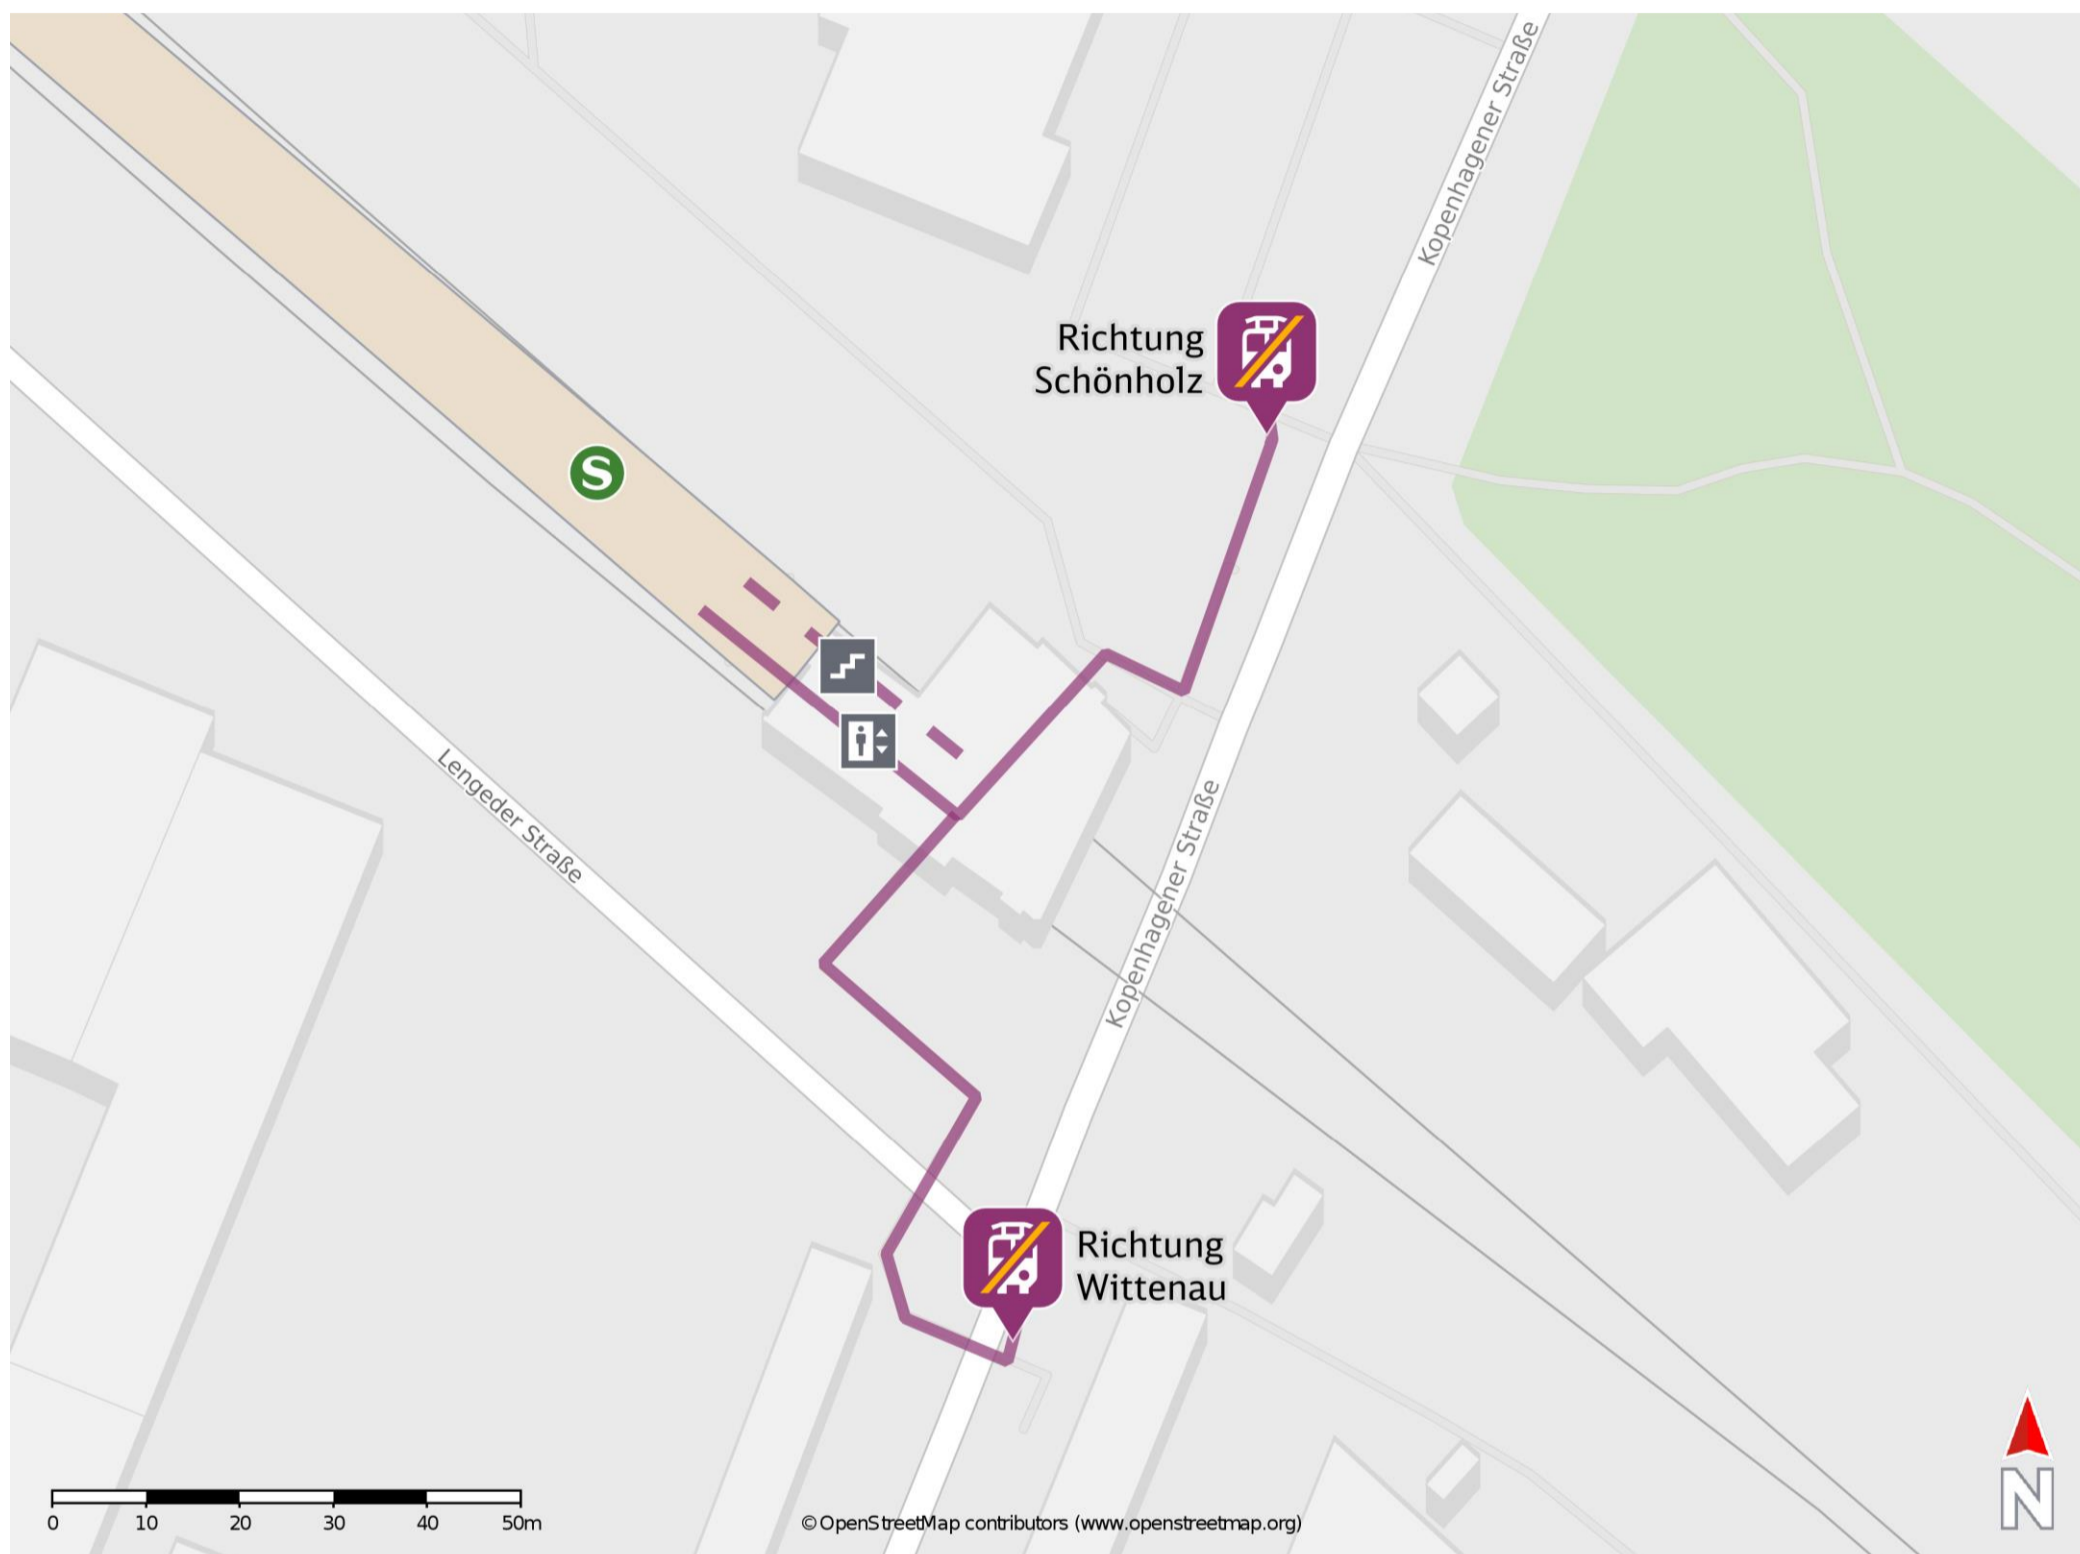 Kopenhagener Straße
Richtung
Schönholz
S
Lengeder Straße
Kopenhagener Straße
Richtung
Wittenau
0 10 20 30 40 50m
© OpenStreetMap contributors (www.openstreetmap.org)
N